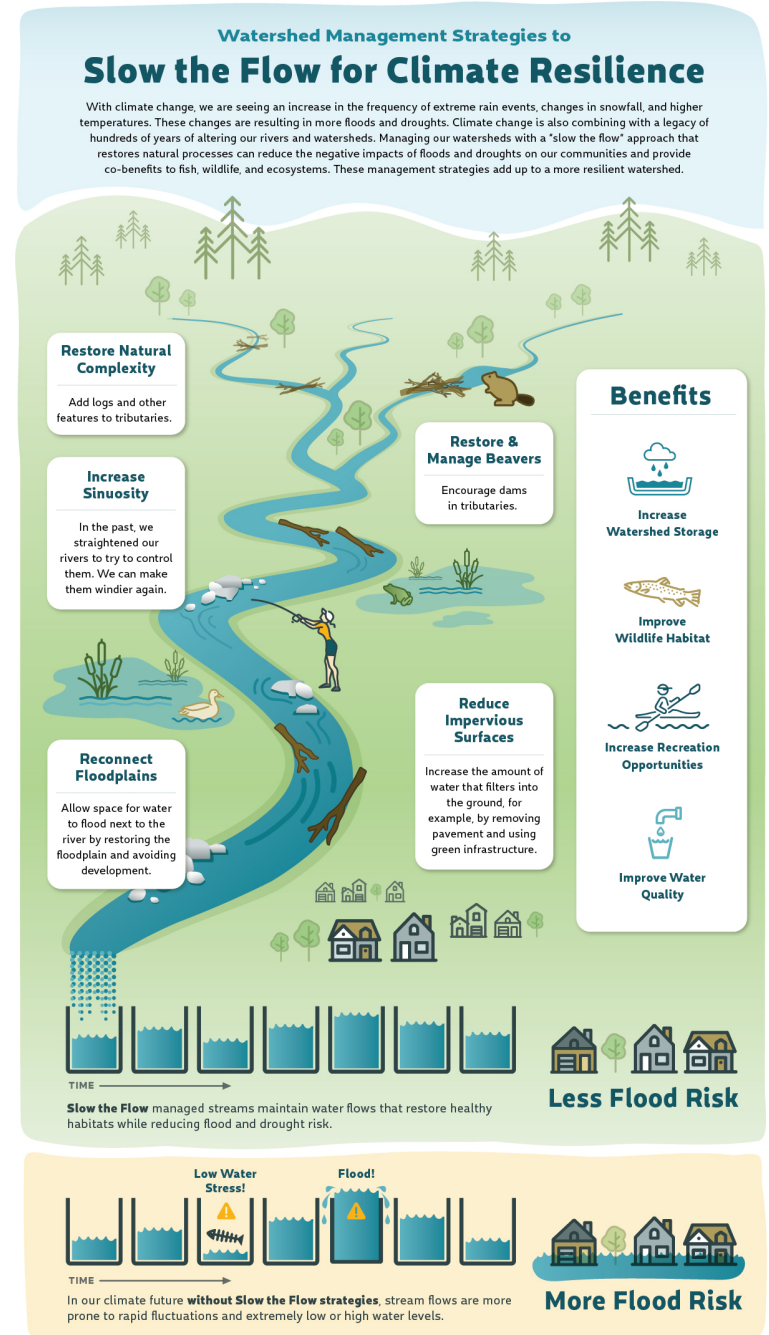 Watershed Management Strategies to
Slow the Flow for Climate Resilience
With climate change, we are seeing an increase in the frequency of extreme rain events, changes in snowfall, and higher
temperatures. These changes are resulting in more floods and droughts. Climate change is also combining with a legacy of
hundreds of years of altering our rivers and watersheds. Managing our watersheds with a "slow the flow" approach that
restores natural processes can reduce the negative impacts of floods and droughts on our communities and provide
co-benefits to fish, wildlife, and ecosystems. These management strategies add up to a more resilient watershed.
Restore Natural
Complexity
Add logs and other
features to tributaries.
Increase
Sinuosity
In the past, we
straightened our
rivers to try to control
them. We can make
them windier again.
Reconnect
Floodplains
Allow space for water
to flood next to the
river by restoring the
floodplain and avoiding
development.
Restore &
Manage Beavers
Encourage dams
in tributaries.
Reduce
Impervious
Surfaces
Increase the amount of
water that filters into
the ground, for
example, by removing
pavement and using
green infrastructure.
Benefits
Increase
Watershed Storage
Improve
Wildlife Habitat
Increase Recreation
Opportunities
Improve Water
Quality
TIME
Slow the Flow managed streams maintain water flows that restore healthy
habitats while reducing flood and drought risk.
Less Flood Risk
Low Water
Stress!
Flood!
TIME
In our climate future without Slow the Flow strategies, stream flows are more
prone to rapid fluctuations and extremely low or high water levels.
More Flood Risk